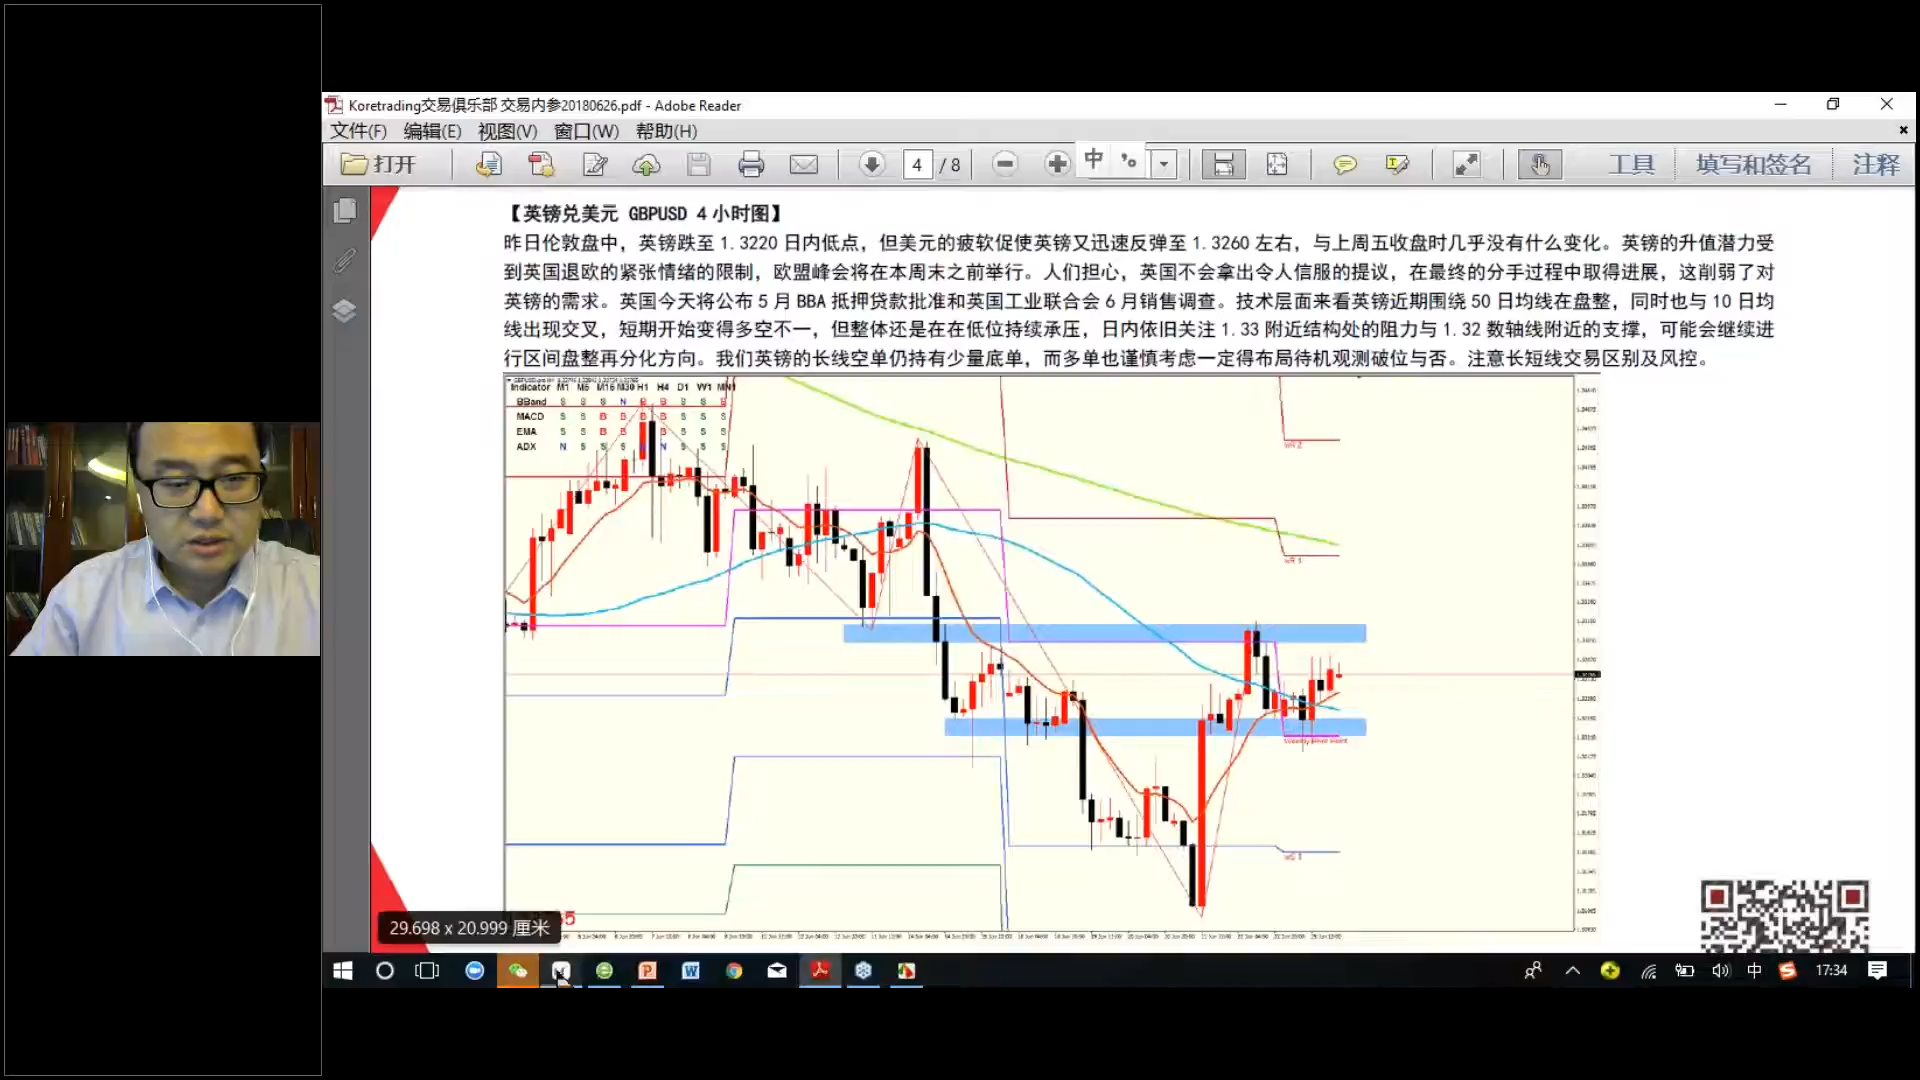 Koretrading交易俱乐部 交易内参20180626.pdf - Adobe Reader
文件(F) 编辑(E) 视图(V) 窗口(W) 帮助(H)
打开 4 / 8 中 工具 填写和签名 注释
【英镑兑美元 GBPUSD 4 小时图】
昨日伦敦盘中，英镑跌至 1.3220 日内低点，但美元的疲软促使英镑又迅速反弹至 1.3260 左右，与上周五收盘时几乎没有什么变化。英镑的升值潜力受
到英国退欧的紧张情绪的限制，欧盟峰会将在本周末之前举行。人们担心，英国不会拿出令人信服的提议，在最终的分手过程中取得进展，这削弱了对
英镑的需求。英国今天将公布 5 月 BBA 抵押贷款批准和英国工业联合会 6 月销售调查。技术层面来看英镑近期围绕 50 日均线在盘整，同时也与 10 日均
线出现交叉，短期开始变得多空不一，但整体还是在在低位持续承压，日内依旧关注 1.33 附近结构处的阻力与 1.32 数轴线附近的支撑，可能会继续进
行区间盘整再分化方向。我们英镑的长线空单仍持有少量底单，而多单也谨慎考虑一定得布局待机观测破位与否。注意长短线交易区别及风控。
Indicator M1 M5 M15 M30 H1 H4 D1 W1 MN1
BBand S S S N B B S S S
MACD S S B B B B S S S
EMA S S B B B B S S S
ADX N S S S N S S S
WR 2
WR 1
Weekly Pivot Point
WS 1
29.698 x 20.999 厘米
中 17:34